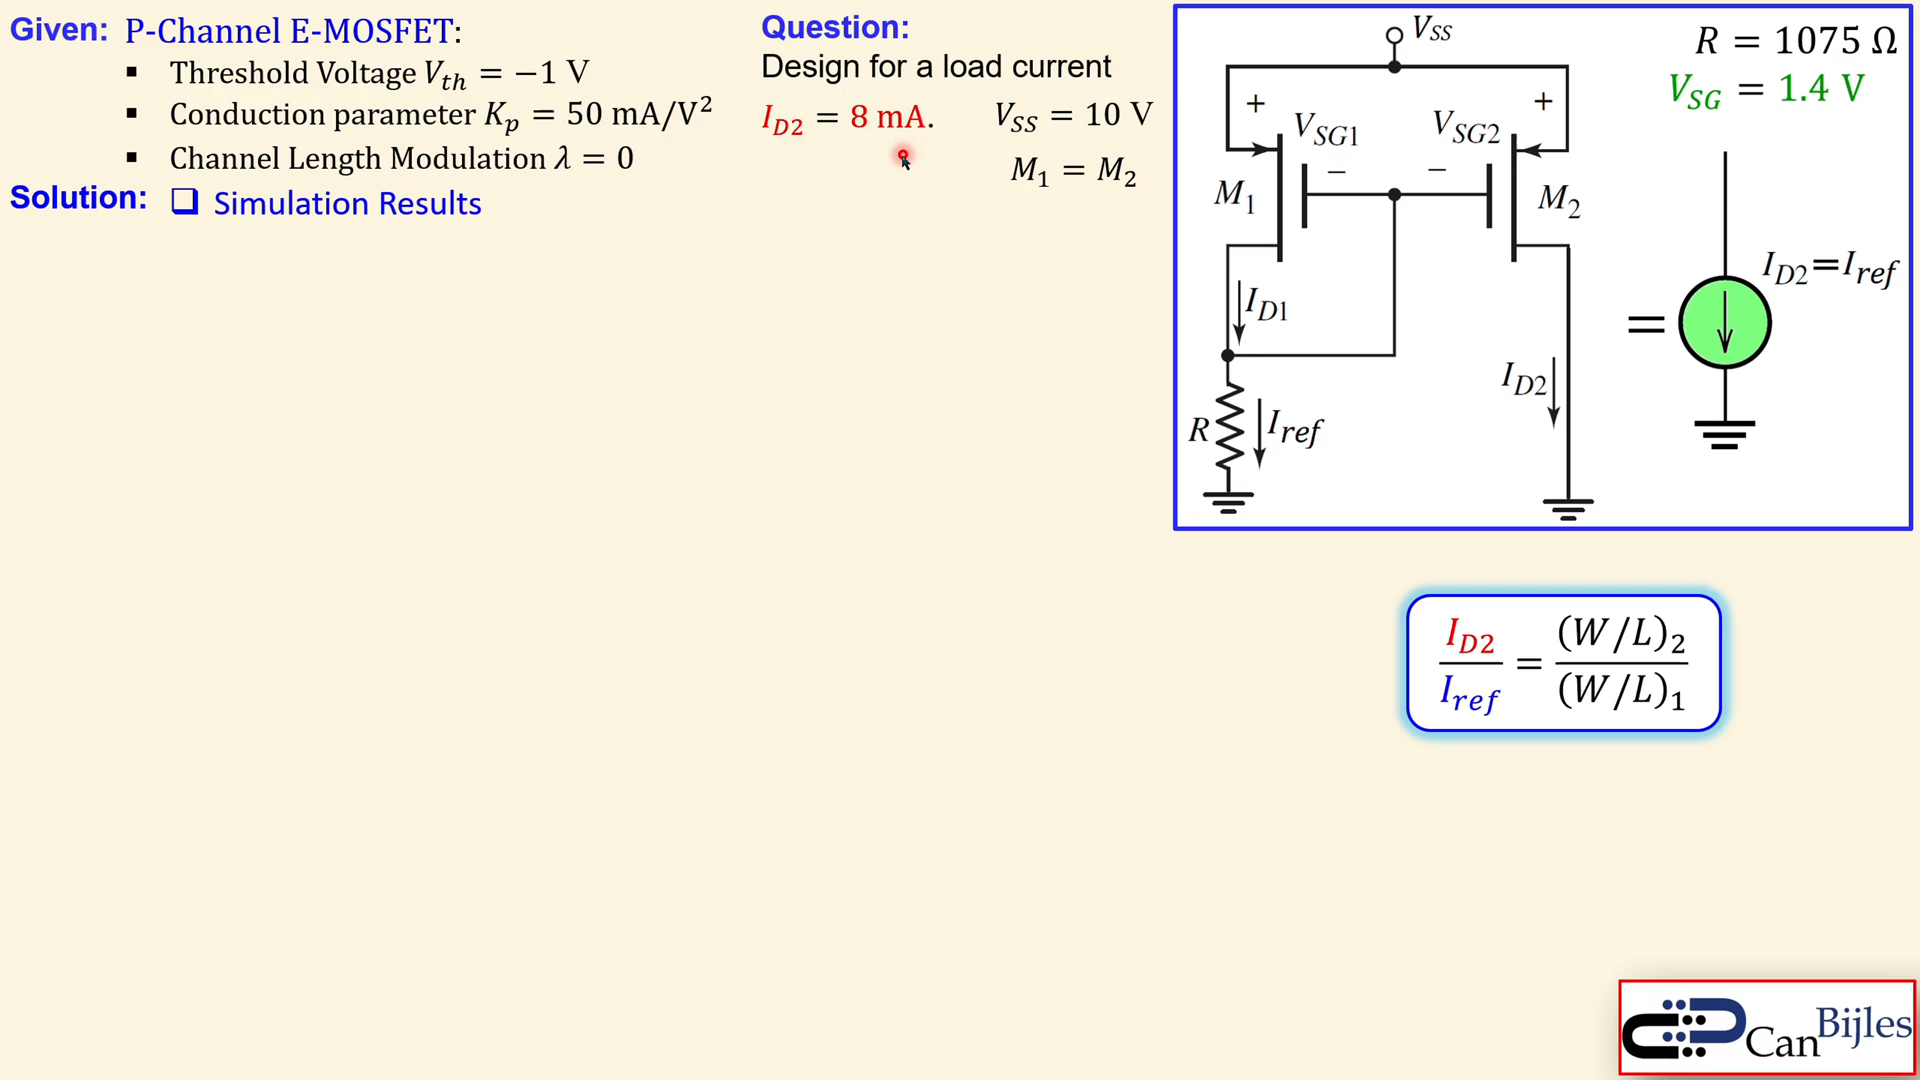 Given: P-Channel E-MOSFET:
▪ Threshold Voltage V_th = −1 V
▪ Conduction parameter K_p = 50 mA/V²
▪ Channel Length Modulation λ = 0
Solution: ❑ Simulation Results
Question:
Design for a load current
I_D2 = 8 mA. V_SS = 10 V
M_1 = M_2
V_SS
R = 1075 Ω
V_SG = 1.4 V
+ +
V_SG1 V_SG2
− −
M_1 M_2
I_D1
I_D2=I_ref
=
I_D2
R I_ref
I_D2/I_ref = (W/L)_2/(W/L)_1
Can Bijles